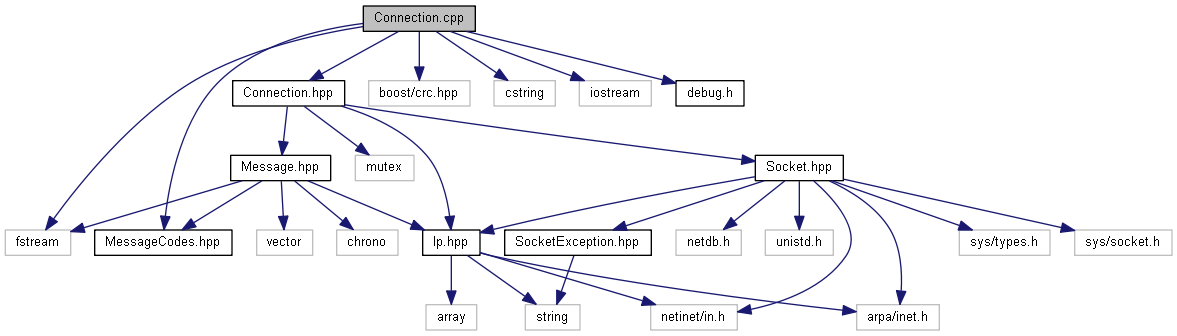 Connection.cpp
Connection.hpp
boost/crc.hpp
cstring
iostream
debug.h
Message.hpp
mutex
Socket.hpp
fstream
MessageCodes.hpp
vector
chrono
Ip.hpp
SocketException.hpp
netdb.h
unistd.h
sys/types.h
sys/socket.h
array
string
netinet/in.h
arpa/inet.h